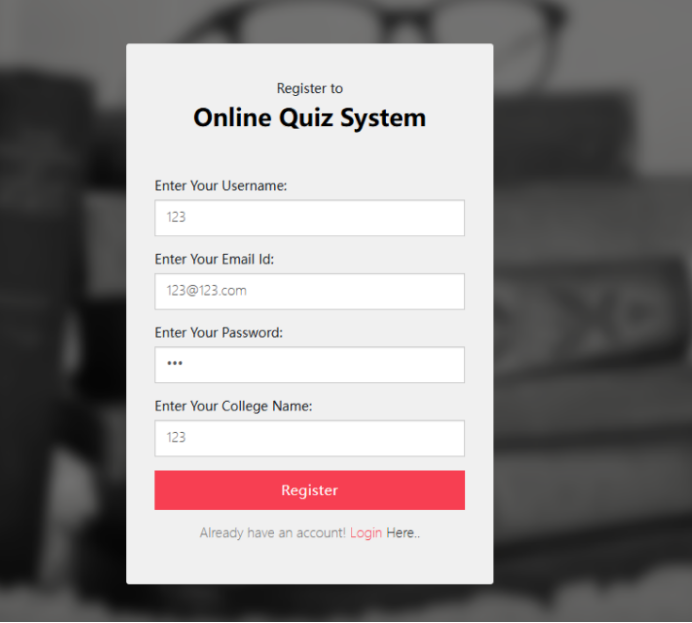 Register to
Online Quiz System
Enter Your Username:
123
Enter Your Email Id:
123@123.com
Enter Your Password:
•••
Enter Your College Name:
123
Register
Already have an account! Login Here..